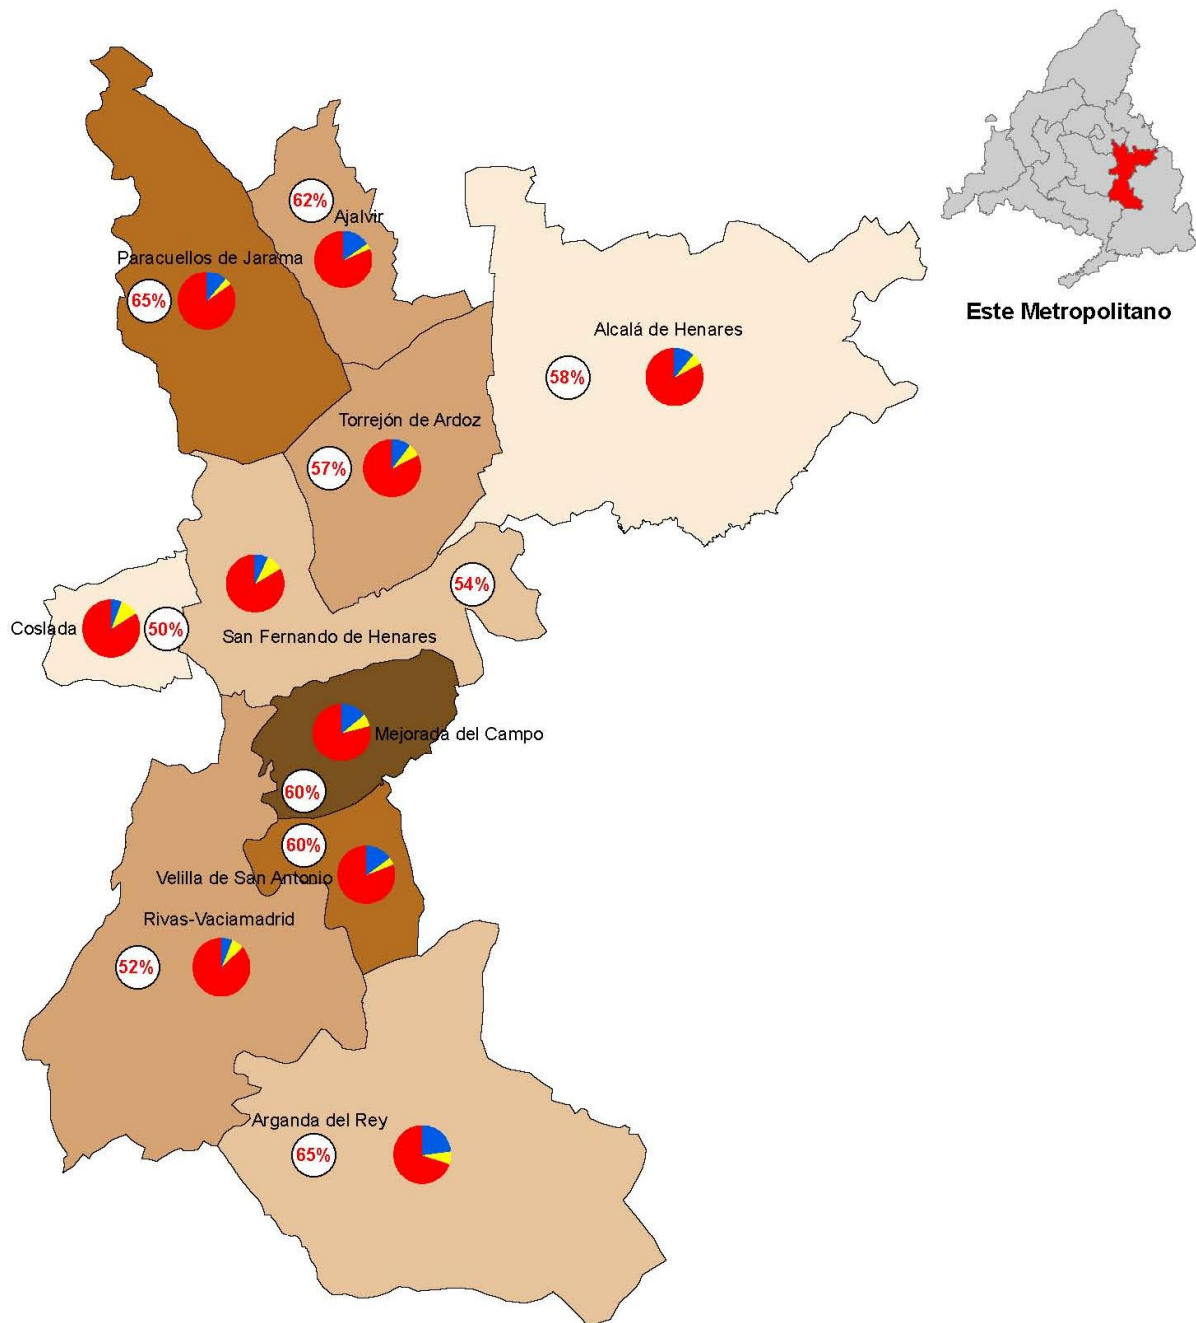 62%
Ajalvir
Paracuellos de Jarama
65%
Este Metropolitano
Alcalá de Henares
58%
Torrejón de Ardoz
57%
54%
Coslada
50%
San Fernando de Henares
Mejorada del Campo
60%
60%
Velilla de San Antonio
Rivas-Vaciamadrid
52%
Arganda del Rey
65%